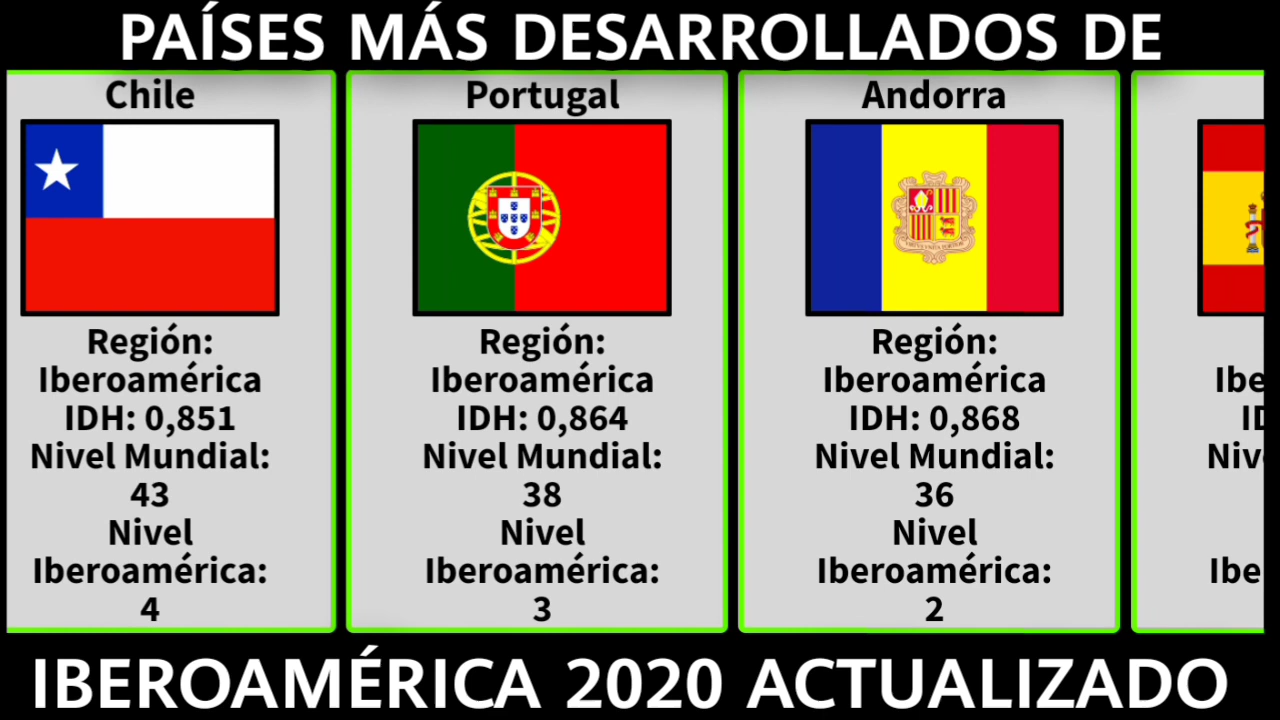 PAÍSES MÁS DESARROLLADOS DE
Chile
Región:
Iberoamérica
IDH: 0,851
Nivel Mundial:
43
Nivel
Iberoamérica:
4
Portugal
Región:
Iberoamérica
IDH: 0,864
Nivel Mundial:
38
Nivel
Iberoamérica:
3
Andorra
Región:
Iberoamérica
IDH: 0,868
Nivel Mundial:
36
Nivel
Iberoamérica:
2
IBEROAMÉRICA 2020 ACTUALIZADO